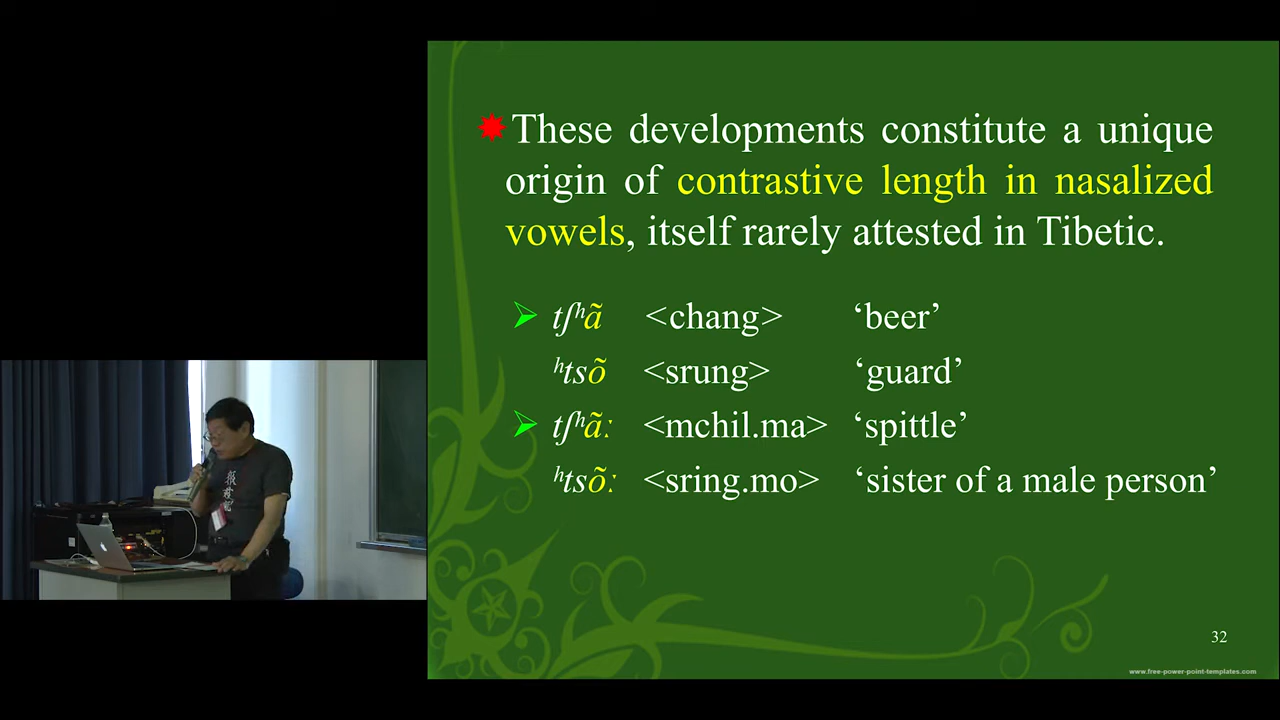 These developments constitute a unique
origin of contrastive length in nasalized
vowels, itself rarely attested in Tibetic.
tʃʰã <chang> ‘beer’
ʰtsõ <srung> ‘guard’
tʃʰãː <mchil.ma> ‘spittle’
ʰtsõː <sring.mo> ‘sister of a male person’
32
www.free-power-point-templates.com